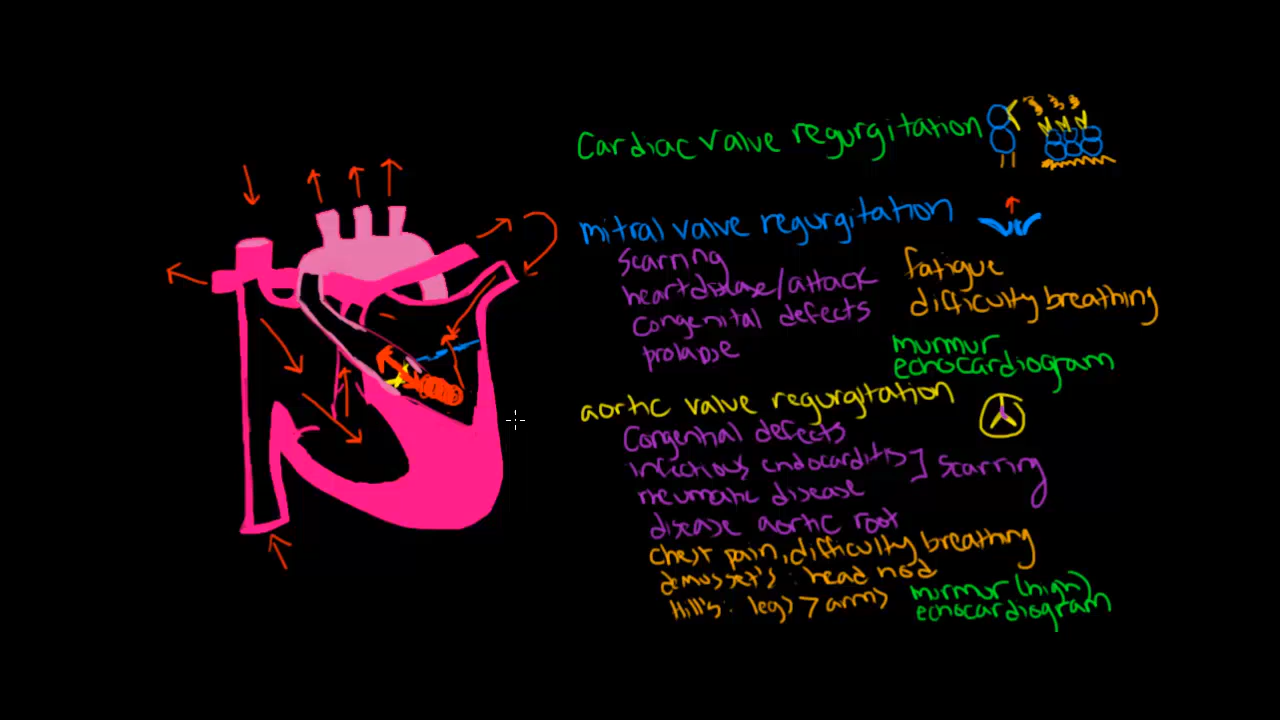 Cardiac valve regurgitation
mitral valve regurgitation
scarring
heart disease/attack
congenital defects
prolapse
fatigue
difficulty breathing
murmur
echocardiogram
aortic valve regurgitation
congenital defects
infectious endocarditis ] scarring
rheumatic disease
disease aortic root
chest pain, difficulty breathing
demusset's : head nod
Hill's : legs > arms
murmur (high)
echocardiogram